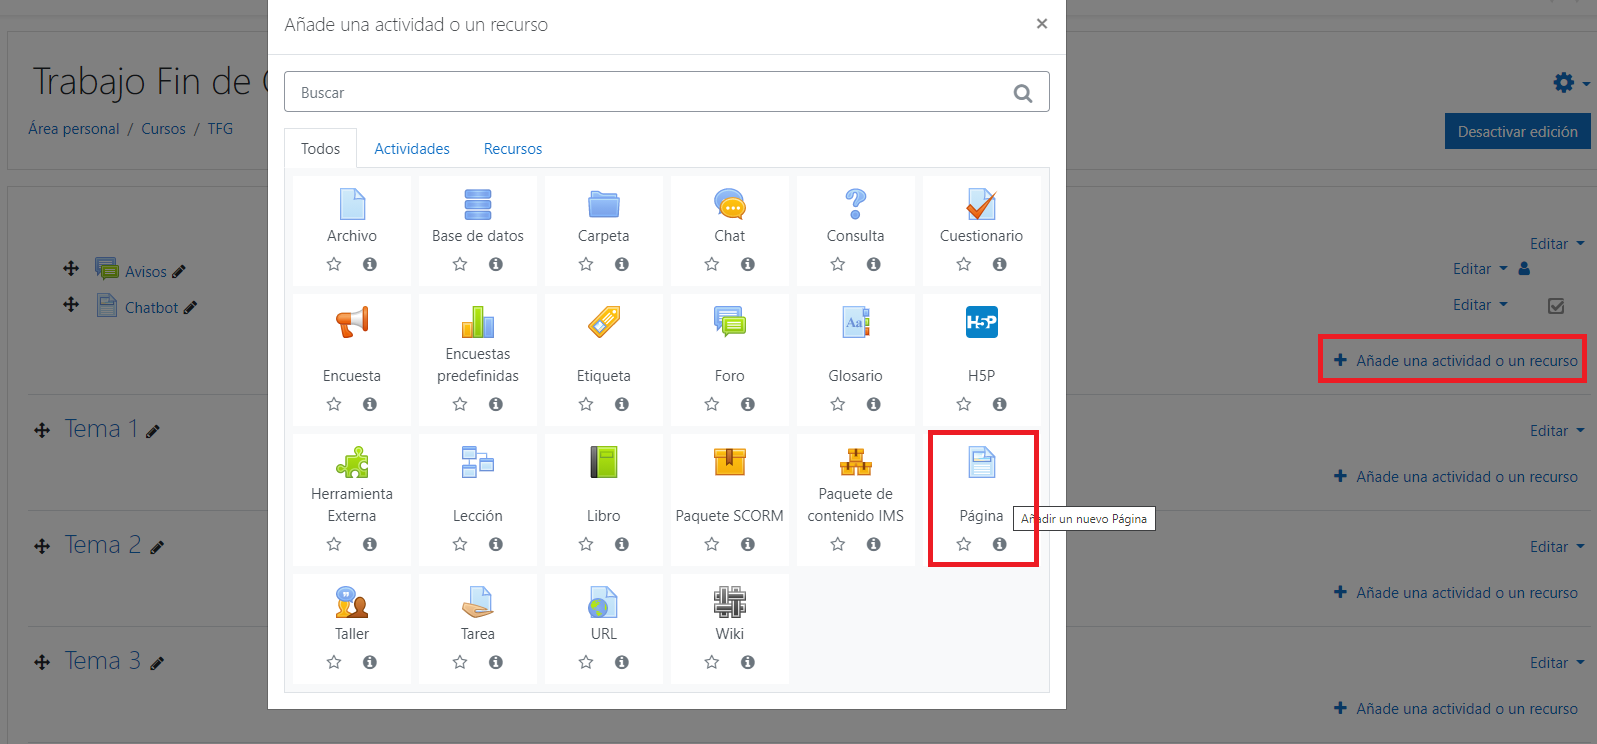 Añade una actividad o un recurso
×
Trabajo Fin de
Área personal / Cursos / TFG
Desactivar edición
Buscar
Todos
Actividades
Recursos
Archivo
Base de datos
Carpeta
Chat
Consulta
Cuestionario
Editar
Avisos
Editar
Chatbot
Editar
Encuesta
Encuestas
predefinidas
Etiqueta
Foro
Aa
Glosario
H5P
H5P
Añade una actividad o un recurso
Tema 1
Editar
Herramienta
Externa
Lección
Libro
Paquete SCORM
Paquete de
contenido IMS
Página
Añadir un nuevo Página
Añade una actividad o un recurso
Tema 2
Editar
Taller
Tarea
URL
Wiki
Añade una actividad o un recurso
Tema 3
Editar
Añade una actividad o un recurso